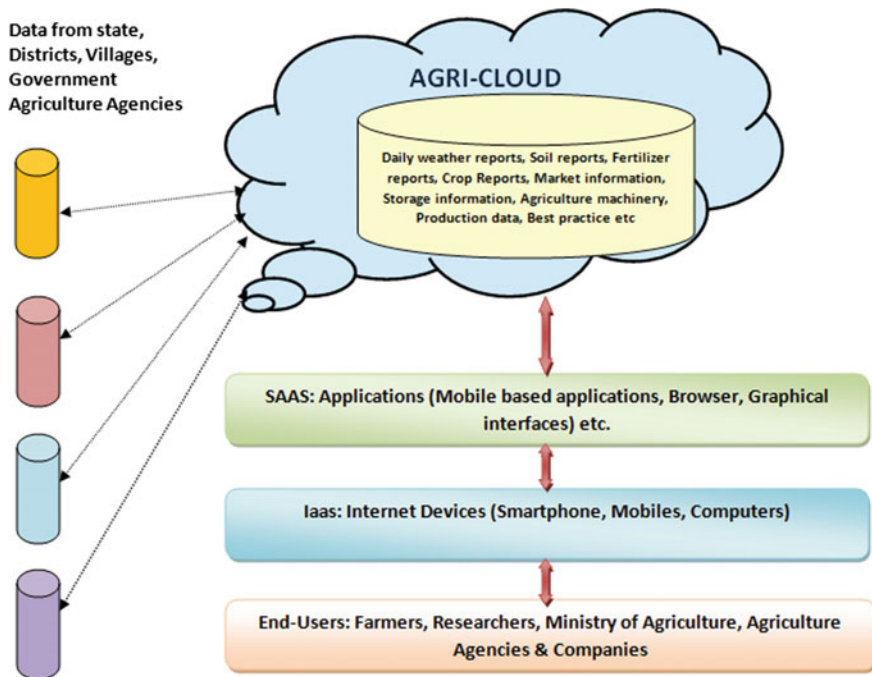 Data from state,
Districts, Villages,
Government
Agriculture Agencies
AGRI-CLOUD
Daily weather reports, Soil reports, Fertilizer
reports, Crop Reports, Market information,
Storage information, Agriculture machinery,
Production data, Best practice etc
SAAS: Applications (Mobile based applications, Browser, Graphical
interfaces) etc.
Iaas: Internet Devices (Smartphone, Mobiles, Computers)
End-Users: Farmers, Researchers, Ministry of Agriculture, Agriculture
Agencies & Companies